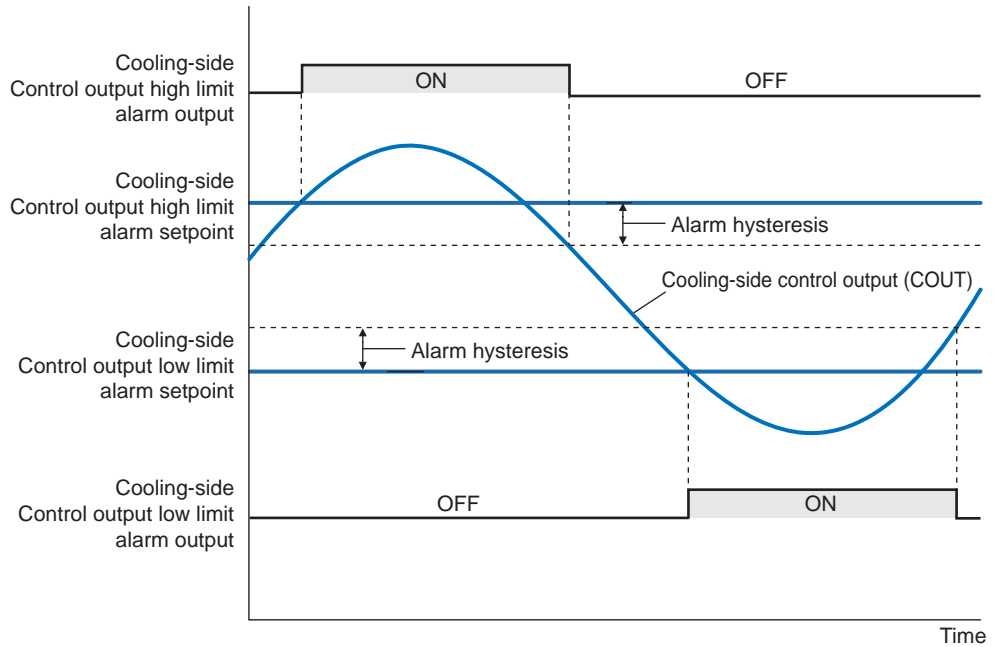 Cooling-side
Control output high limit
alarm output
ON
OFF
Cooling-side
Control output high limit
alarm setpoint
Alarm hysteresis
Cooling-side control output (COUT)
Cooling-side
Control output low limit
alarm setpoint
Alarm hysteresis
Cooling-side
Control output low limit
alarm output
OFF
ON
Time